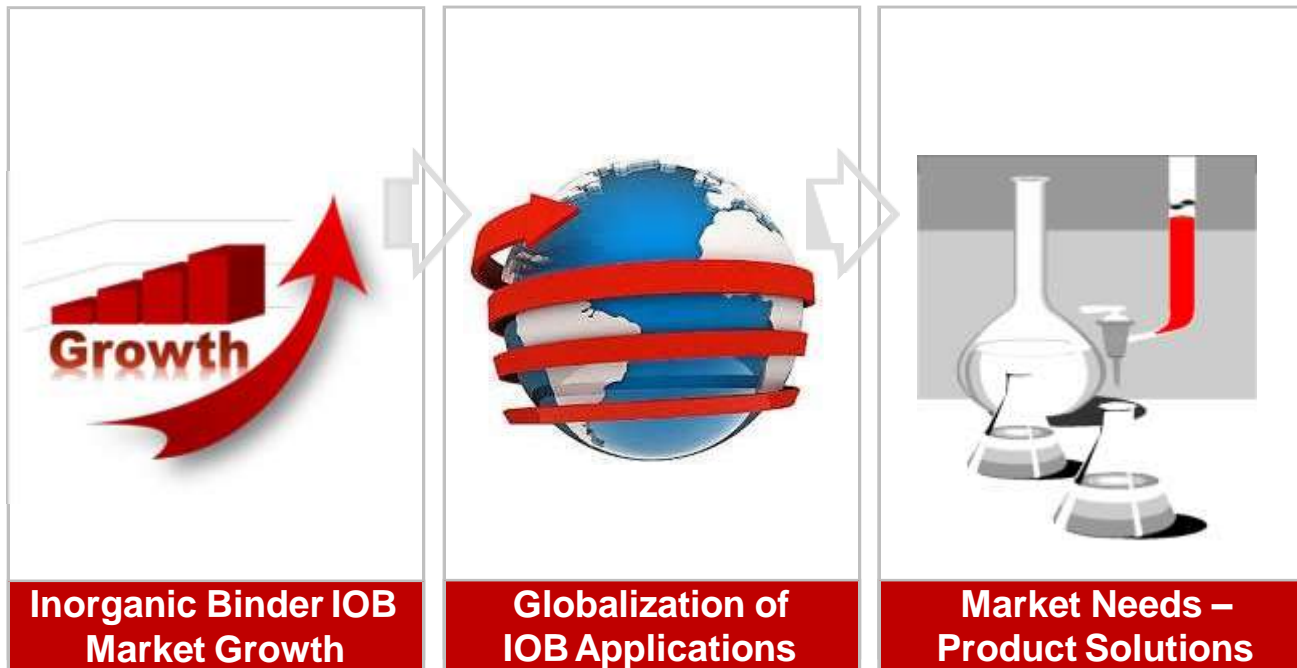 Growth
Inorganic Binder IOB
Market Growth
Globalization of
IOB Applications
Market Needs –
Product Solutions